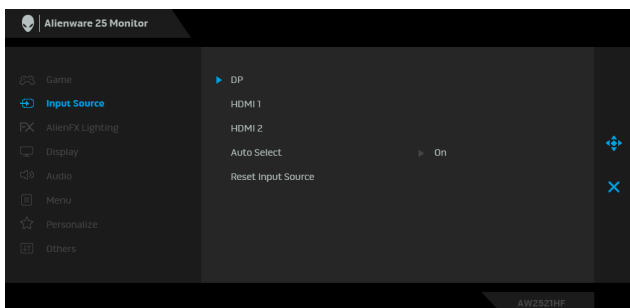 Alienware 25 Monitor
Game
Input Source
FX AlienFX Lighting
Display
Audio
Menu
Personalize
Others
DP
HDMI 1
HDMI 2
Auto Select On
Reset Input Source
AW2521HF